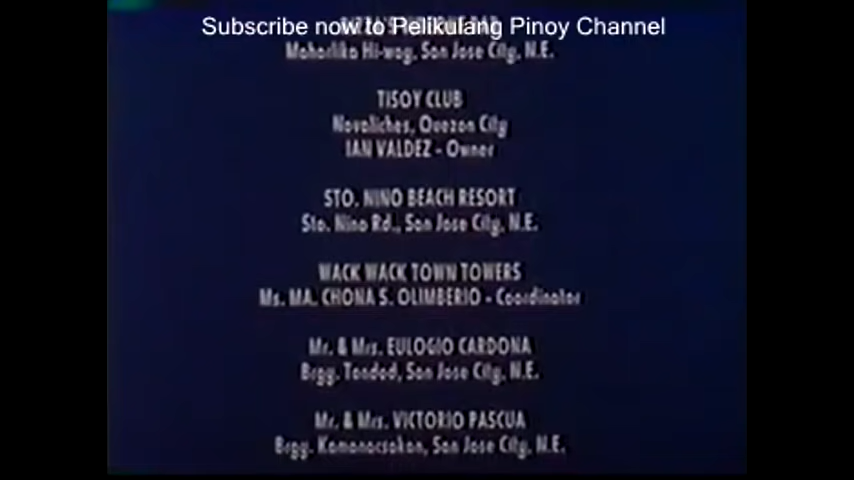 Subscribe now to Pelikulang Pinoy Channel
Maharlika Hi-way, San Jose City, N.E.
TISOY CLUB
Novaliches, Quezon City
IAN VALDEZ - Owner
STO. NINO BEACH RESORT
Sto. Nino Rd., San Jose City, N.E.
WACK WACK TOWN TOWERS
Ms. MA. CHONA S. OLIMBERIO - Coordinator
Mr. & Mrs. EULOGIO CARDONA
Brgy. Tondod, San Jose City, N.E.
Mr. & Mrs. VICTORIO PASCUA
Brgy. Kamanacsakan, San Jose City, N.E.